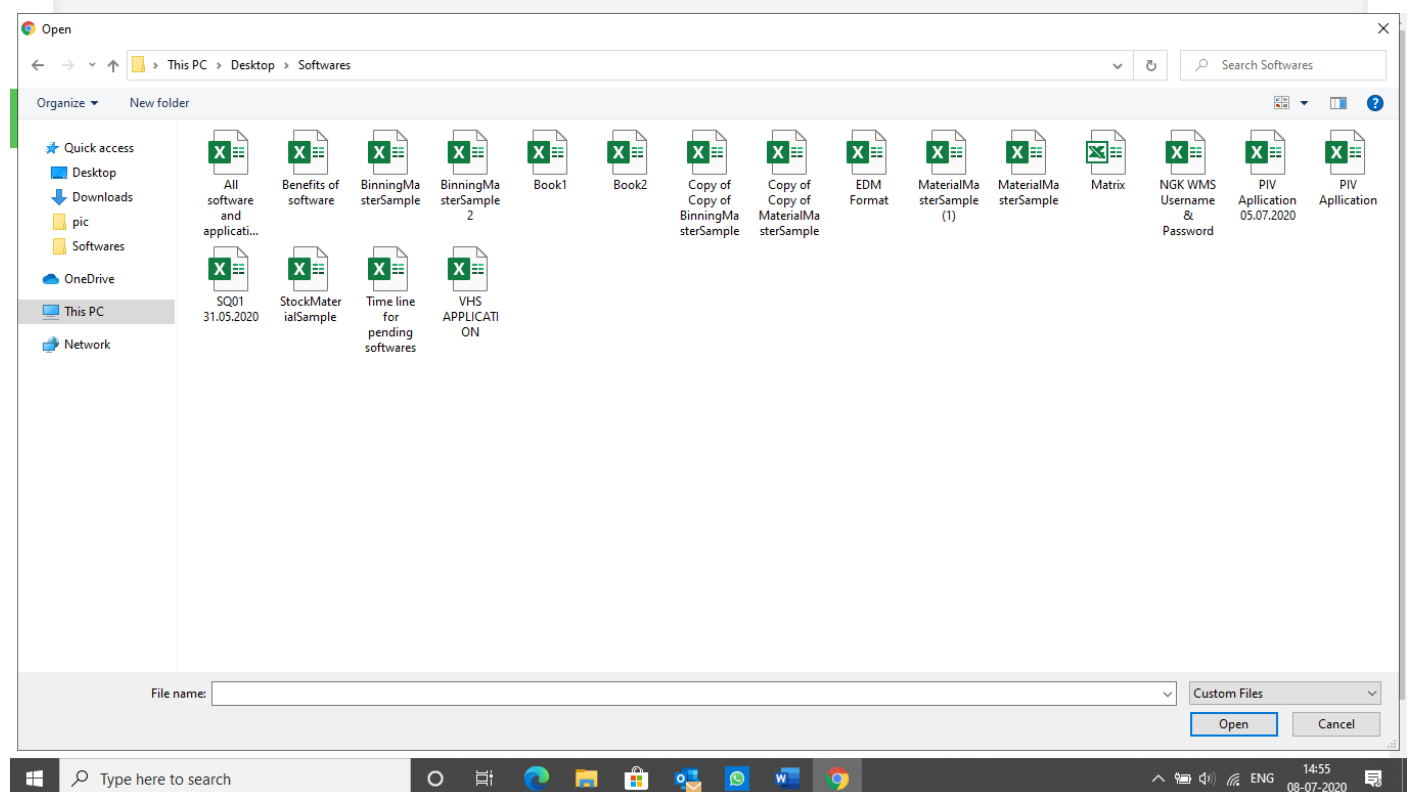 Open
This PC > Desktop > Softwares
Search Softwares
Organize
New folder
Quick access
Desktop
Downloads
pic
Softwares
OneDrive
This PC
Network
All
software
and
applicati...
Benefits of
software
BinningMa
sterSample
BinningMa
sterSample
2
Book1
Book2
Copy of
Copy of
BinningMa
sterSample
Copy of
Copy of
MaterialMa
sterSample
EDM
Format
MaterialMa
sterSample
(1)
MaterialMa
sterSample
Matrix
NGK WMS
Username
&
Password
PIV
Apllication
05.07.2020
PIV
Apllication
SQ01
31.05.2020
StockMater
ialSample
Time line
for
pending
softwares
VHS
APPLICATI
ON
File name:
Custom Files
Open
Cancel
Type here to search
ENG
14:55
08-07-2020